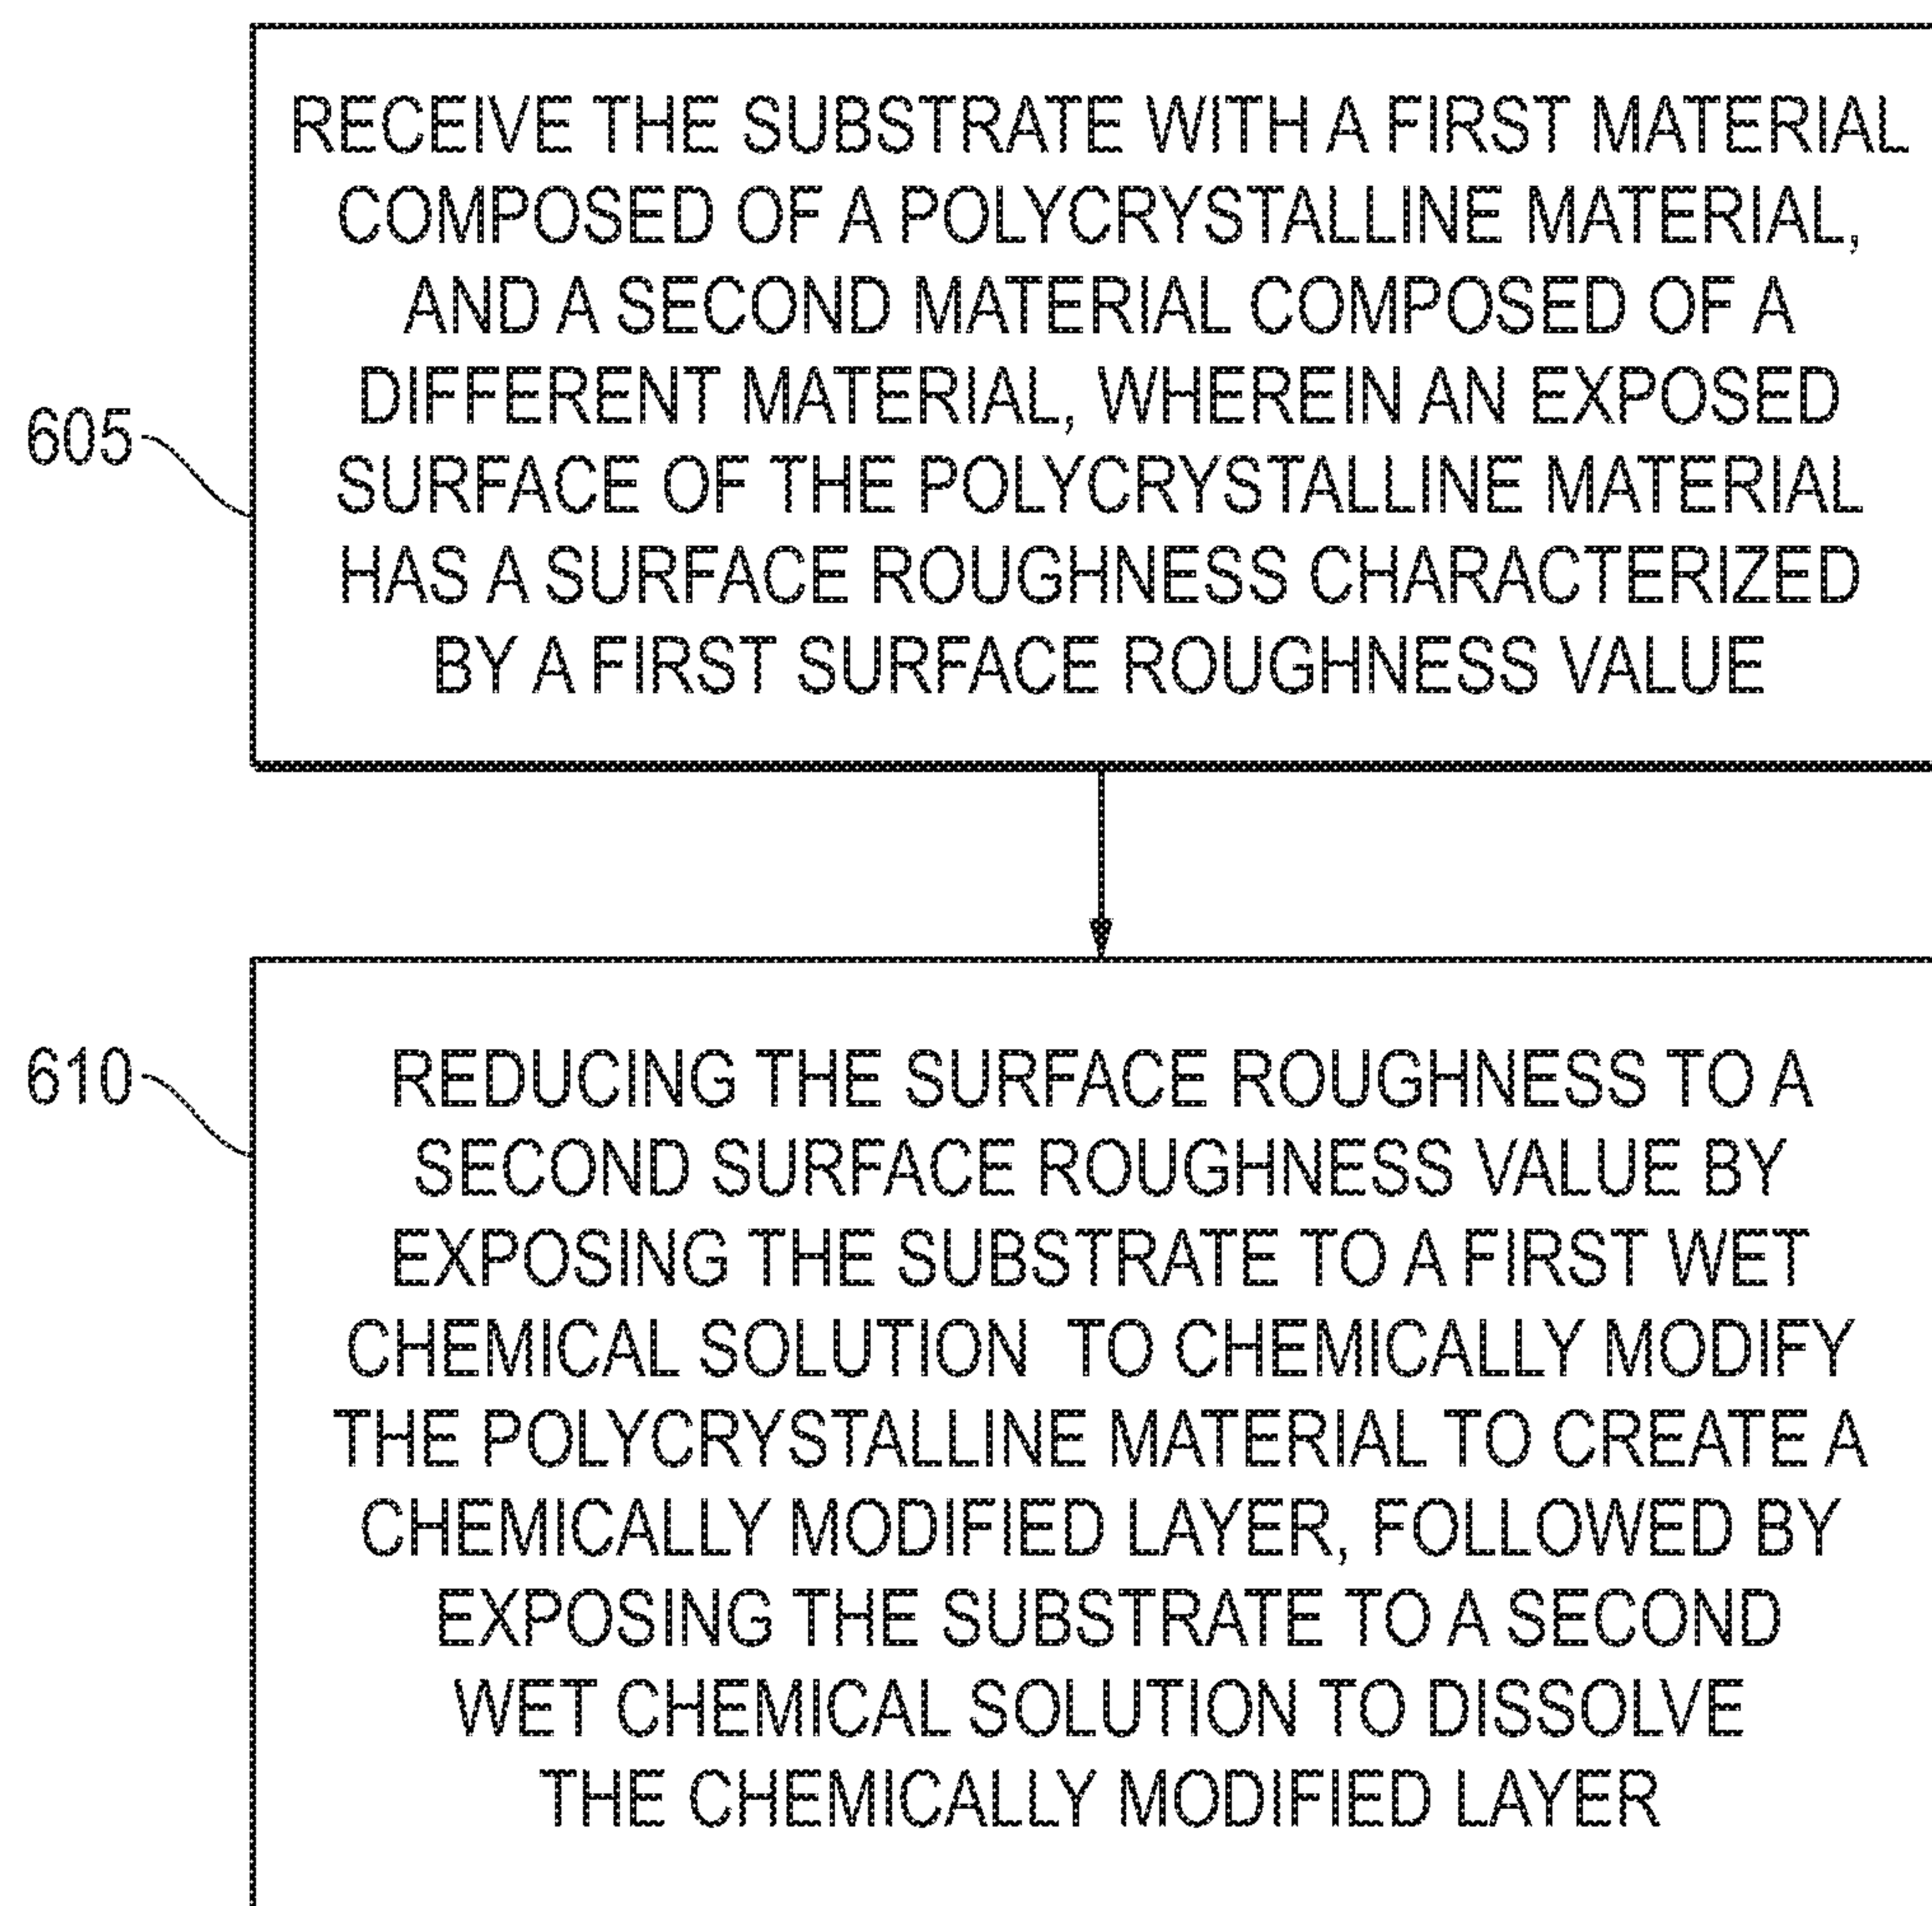 RECEIVE THE SUBSTRATE WITH A FIRST MATERIAL
COMPOSED OF A POLYCRYSTALLINE MATERIAL,
AND A SECOND MATERIAL COMPOSED OF A
DIFFERENT MATERIAL, WHEREIN AN EXPOSED
605
SURFACE OF THE POLYCRYSTALLINE MATERIAL
HAS A SURFACE ROUGHNESS CHARACTERIZED
BY A FIRST SURFACE ROUGHNESS VALUE
610
REDUCING THE SURFACE ROUGHNESS TO A
SECOND SURFACE ROUGHNESS VALUE BY
EXPOSING THE SUBSTRATE TO A FIRST WET
CHEMICAL SOLUTION TO CHEMICALLY MODIFY
THE POLYCRYSTALLINE MATERIAL TO CREATE A
CHEMICALLY MODIFIED LAYER, FOLLOWED BY
EXPOSING THE SUBSTRATE TO A SECOND
WET CHEMICAL SOLUTION TO DISSOLVE
THE CHEMICALLY MODIFIED LAYER